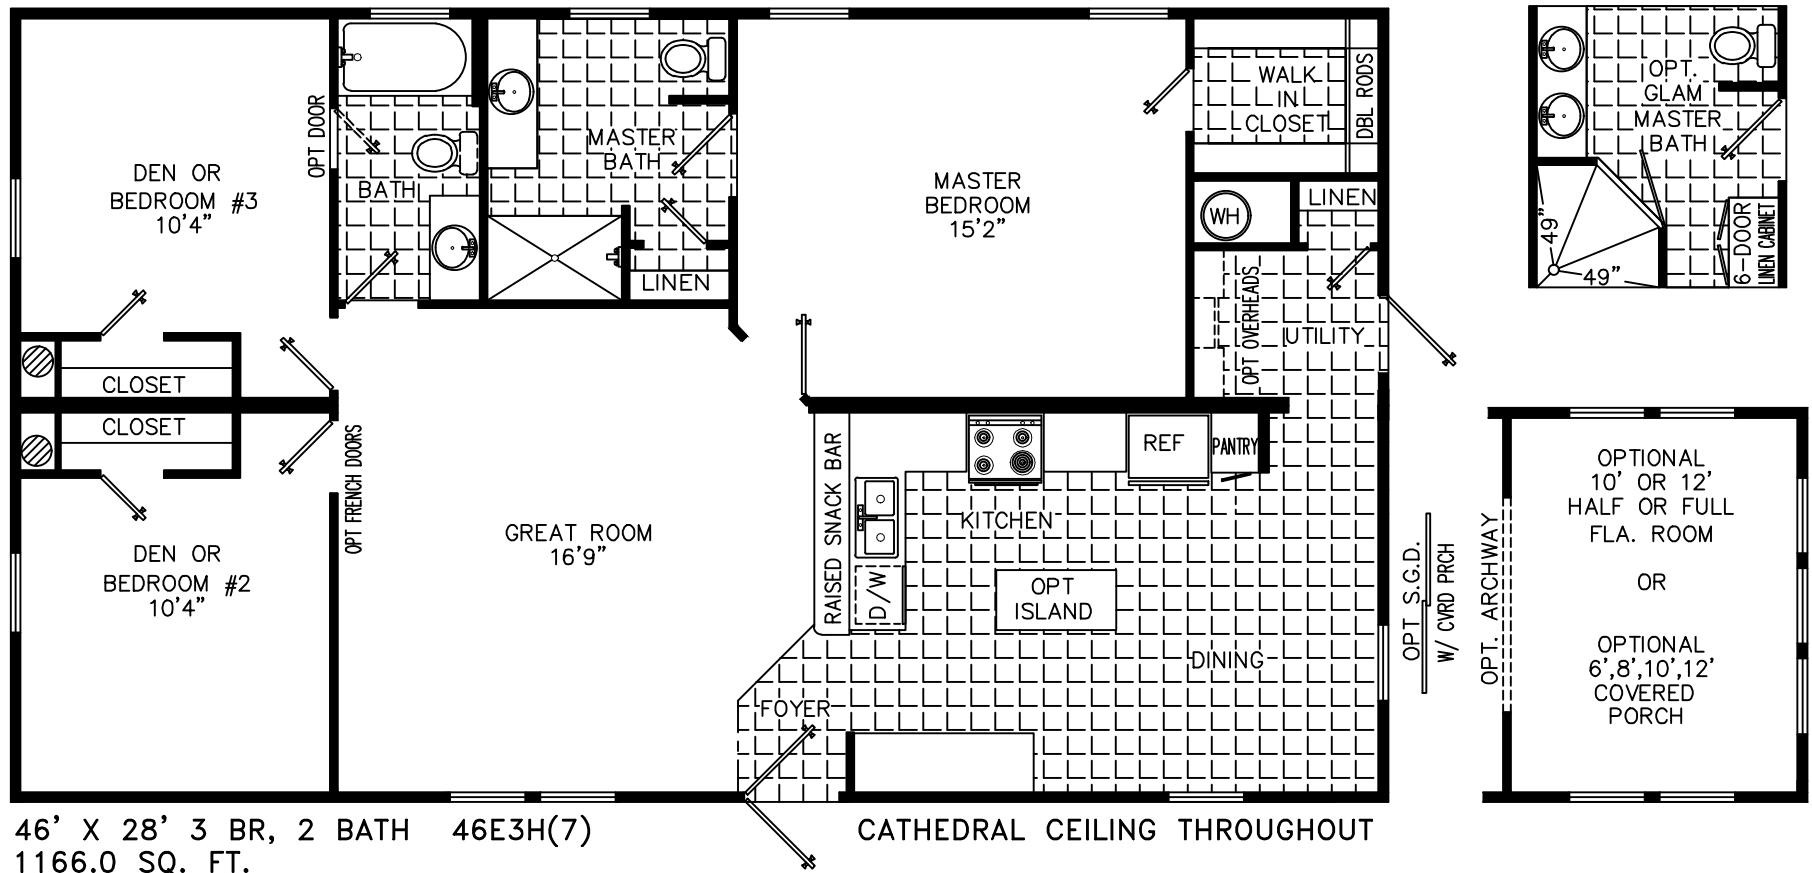 DEN OR
BEDROOM #3
10'4"
OPT DOOR
BATH
MASTER
BATH
LINEN
MASTER
BEDROOM
15'2"
WALK
IN
CLOSET
DBL RODS
WH
LINEN
OPT OVERHEADS
UTILITY
CLOSET
CLOSET
OPT FRENCH DOORS
DEN OR
BEDROOM #2
10'4"
GREAT ROOM
16'9"
RAISED SNACK BAR
D/W
REF
PANTRY
KITCHEN
OPT
ISLAND
DINING
FOYER
OPT S.G.D.
W/ CVRD PRCH
OPT.
GLAM
MASTER
BATH
49"
49"
6-DOOR
LINEN CABINET
OPT. ARCHWAY
OPTIONAL
10' OR 12'
HALF OR FULL
FLA. ROOM
OR
OPTIONAL
6',8',10',12'
COVERED
PORCH
46' X 28' 3 BR, 2 BATH 46E3H(7)
1166.0 SQ. FT.
CATHEDRAL CEILING THROUGHOUT